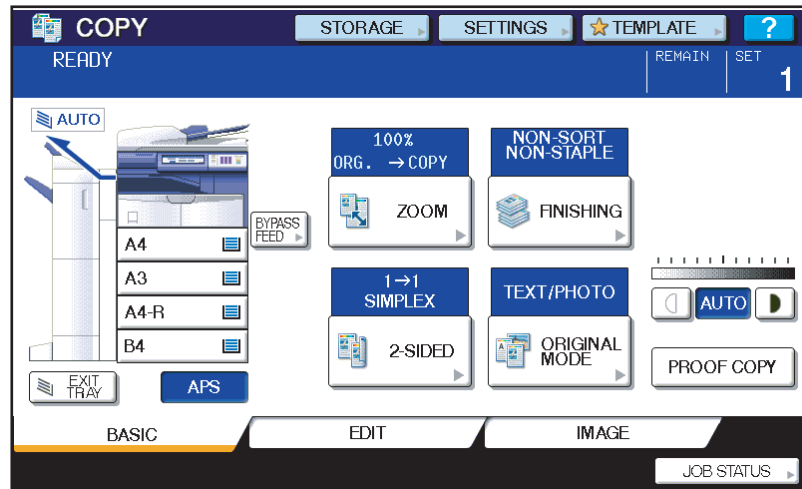 COPY
STORAGE
SETTINGS
TEMPLATE
?
READY
REMAIN
SET
1
AUTO
A4
A3
A4-R
B4
BYPASS
FEED
EXIT
TRAY
APS
100%
ORG. →COPY
ZOOM
NON-SORT
NON-STAPLE
FINISHING
1→1
SIMPLEX
2-SIDED
TEXT/PHOTO
ORIGINAL
MODE
AUTO
PROOF COPY
BASIC
EDIT
IMAGE
JOB STATUS